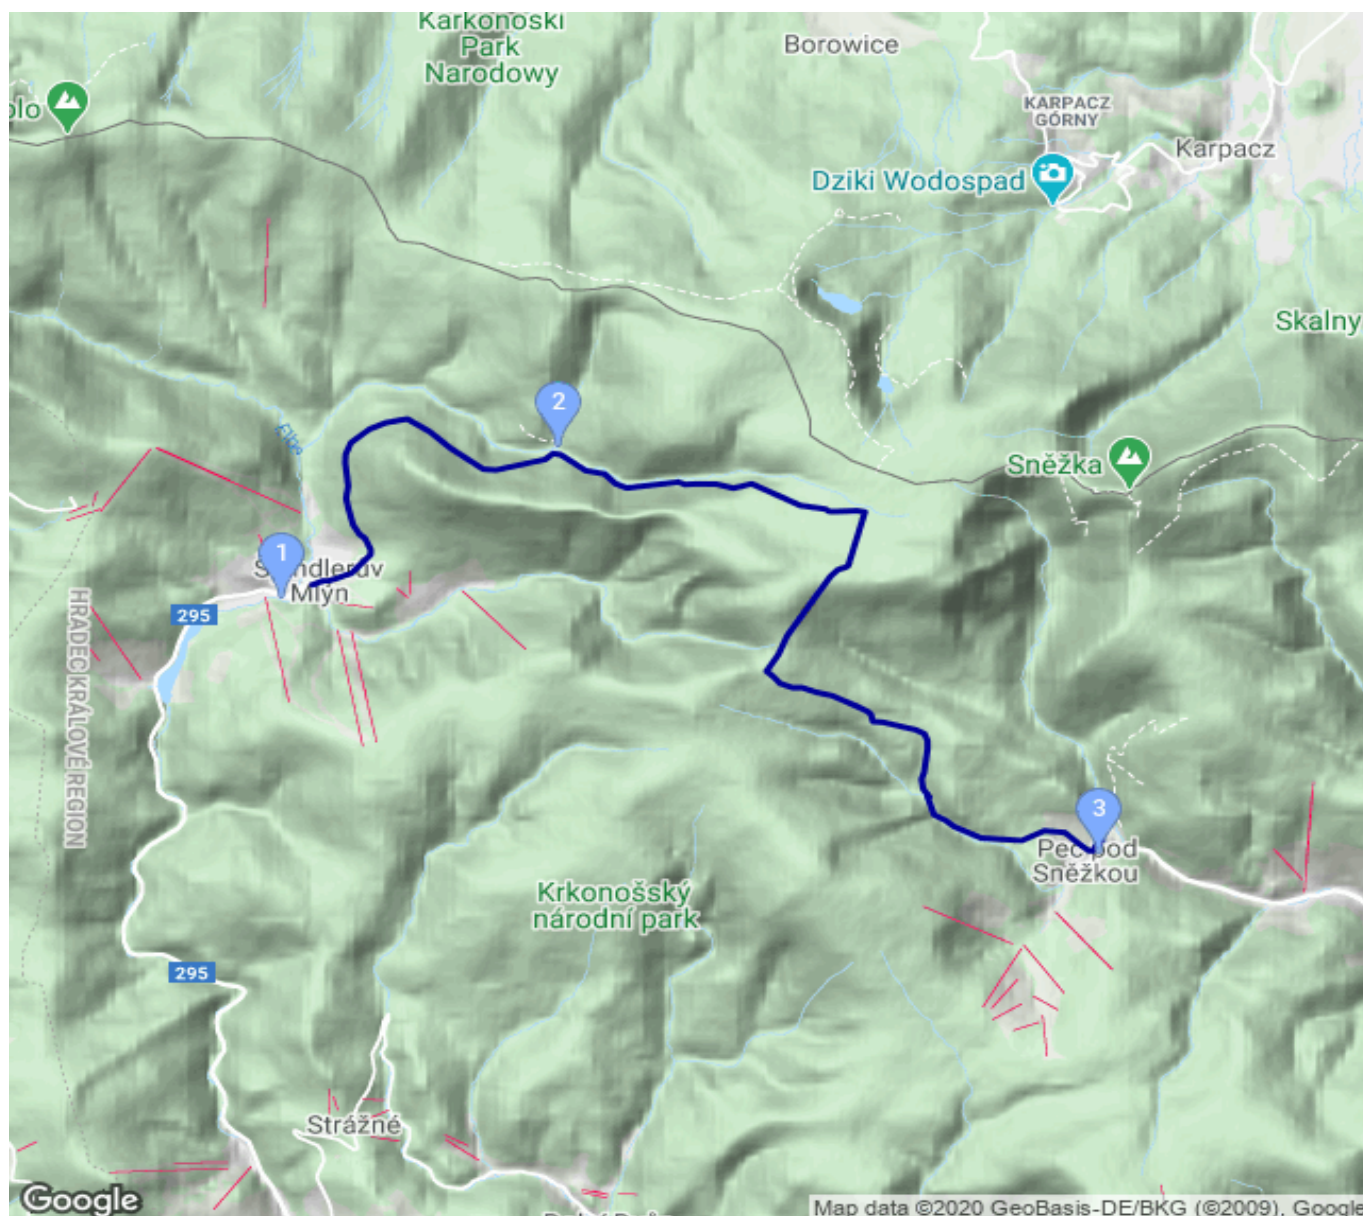 Karkonoski
Park
Narodowy
Borowice
KARPACZ
GÓRNY
Karpacz
Dziki Wodospad
Skalny
2
Elbe
Sněžka
1
Mlýn
295
HRADEC KRÁLOVÉ REGION
3
Pec pod
Sněžkou
Krkonošský
národní park
295
Strážné
Google
Map data ©2020 GeoBasis-DE/BKG (©2009), Google